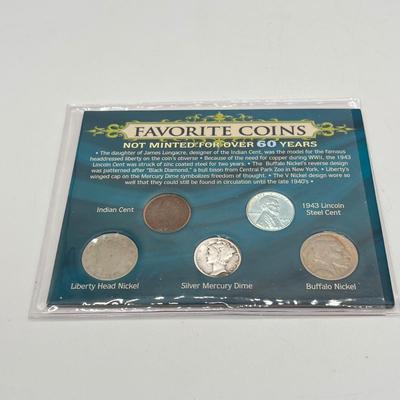 FAVORITE COINS
NOT MINTED FOR OVER 60 YEARS
• The daughter of James Longacre, designer of the Indian Cent, was the model for the famous
headdressed liberty on the coin's obverse • Because of the need for copper during WWII, the 1943
Lincoln Cent was struck of zinc coated steel for two years. • The Buffalo Nickel's reverse design
was patterned after "Black Diamond," a bull bison from Central Park Zoo in New York. • Liberty's
winged cap on the Mercury Dime symbolizes freedom of thought. • The V Nickel design wore so
well that they could still be found in circulation until the late 1940's •
Indian Cent
1943 Lincoln
Steel Cent
Liberty Head Nickel
Silver Mercury Dime
Buffalo Nickel